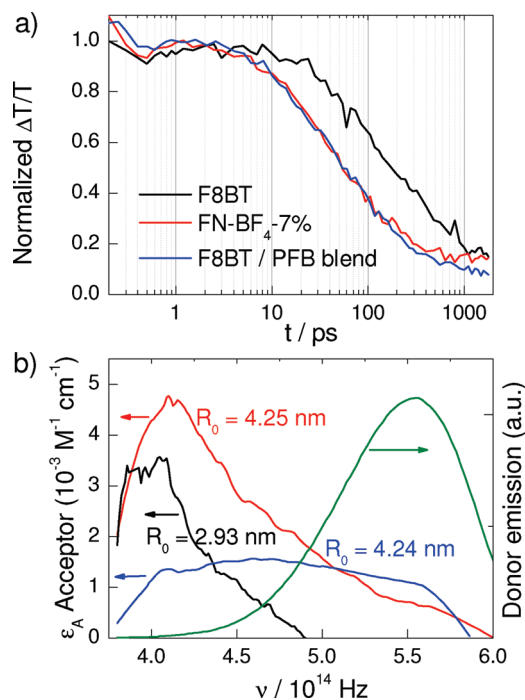 a)
Normalized ΔT/T
1.0
0.8
0.6
0.4
0.2
0.0
F8BT
FN-BF4-7%
F8BT / PFB blend
1 10 100 1000
t / ps
b)
εA Acceptor (10-3 M-1 cm-1)
5
4
3
2
1
0
R0 = 4.25 nm
R0 = 2.93 nm
R0 = 4.24 nm
Donor emission (a.u.)
4.0 4.5 5.0 5.5 6.0
ν / 1014 Hz